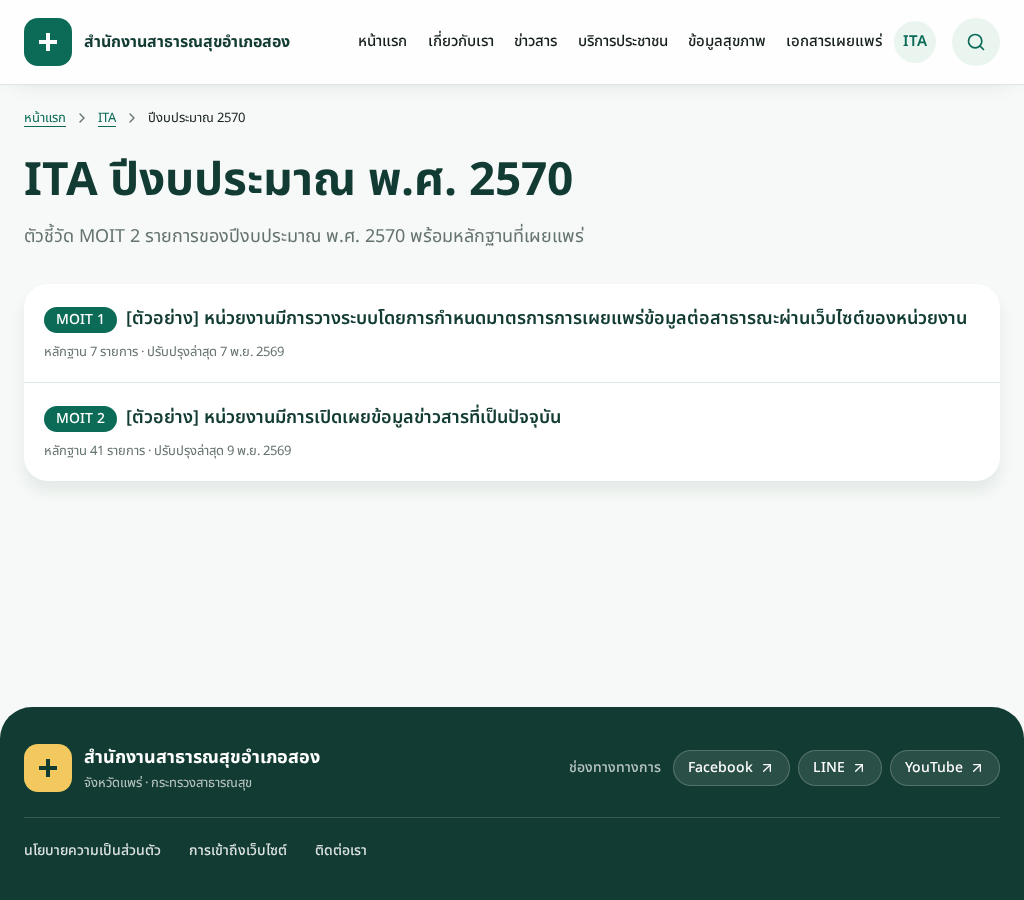 สำนักงานสาธารณสุขอำเภอสอง
หน้าแรก เกี่ยวกับเรา ข่าวสาร บริการประชาชน ข้อมูลสุขภาพ เอกสารเผยแพร่ ITA
หน้าแรก ITA ปีงบประมาณ 2570
ITA ปีงบประมาณ พ.ศ. 2570
ตัวชี้วัด MOIT 2 รายการของปีงบประมาณ พ.ศ. 2570 พร้อมหลักฐานที่เผยแพร่
MOIT 1 [ตัวอย่าง] หน่วยงานมีการวางระบบโดยการกำหนดมาตรการการเผยแพร่ข้อมูลต่อสาธารณะผ่านเว็บไซต์ของหน่วยงาน
หลักฐาน 7 รายการ · ปรับปรุงล่าสุด 7 พ.ย. 2569
MOIT 2 [ตัวอย่าง] หน่วยงานมีการเปิดเผยข้อมูลข่าวสารที่เป็นปัจจุบัน
หลักฐาน 41 รายการ · ปรับปรุงล่าสุด 9 พ.ย. 2569
สำนักงานสาธารณสุขอำเภอสอง
จังหวัดแพร่ · กระทรวงสาธารณสุข
ช่องทางทางการ Facebook LINE YouTube
นโยบายความเป็นส่วนตัว การเข้าถึงเว็บไซต์ ติดต่อเรา